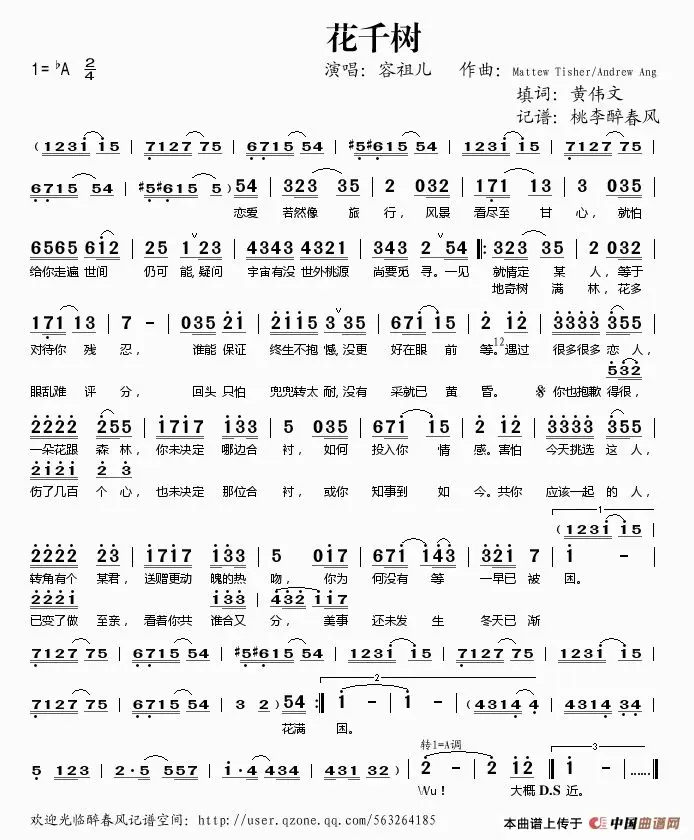 花千树
1= ♭A 2/4 演唱：容祖儿 作曲：Mattew Tisher/Andrew Ang
填词：黄伟文
记谱：桃李醉春风
( 1231 15 | 7127 75 | 6715 54 | #5#615 54 | 1231 15 | 7127 75 |
6715 54 | #5#615 5 ) 54 | 323 35 | 2 032 | 171 13 | 3 035 |
恋爱 若然像 旅 行，风景 看尽至 甘 心，就怕
6565 612 | 25 1 23 | 4343 4321 | 343 2 54 |: 323 35 | 2 032 |
给你走遍 世间 仍可 能，疑问 宇宙有没 世外桃源 尚要觅 寻。一见 就情定 某 人，等于
地奇树 满 林，花多
171 13 | 7 - | 035 21 | 2115 3 35 | 671 15 | 2 12 | 3333 355 |
对待你 残 忍， 谁能 保证 终生不抱 憾，没更 好在眼 前 等。遇过 很多很多 恋人，
12
532
眼乱难 评 分， 回头 只怕 兜兜转太 耐，没有 采就已 黄 昏。 你也抱歉 得很，
2222 255 | 1717 133 | 5 035 | 671 15 | 2 12 | 3333 355 |
一朵花跟 森林，你未决定 哪边合 衬，如何 投入你 情 感。害怕 今天挑选 这人，
2121 2 3
伤了几百 个 心，也未决定 那位合 衬，或你 知事到 如 今。共你 应该一起 的 人，
1
( 1231 15 |
2222 23 | 1717 133 | 5 017 | 671 143 | 321 7 | 1 - |
转角有个 某君，送赠更动 魄的热 吻， 你为 何没有 等 一早已 被 困。
2221 133 432 117
已变了做 至亲，看着你共 谁合又 分，美事 还未发 生 冬天已 渐
7127 75 | 6715 54 | #5#615 54 | 1231 15 | 7127 75 | 6715 54 |
2
7127 75 | 6715 54 | 3 2 ) | 54 :| 1 - | 1 - | (4314 4 | 4314 34 |
花满 困。
转1=A调 3
5 123 | 2·5 557 | 1·4 434 | 431 32 ) | 2 - | 2 12 :| 1 - ||
Wu！ 大概 D.S 近。
欢迎光临醉春风记谱空间：http://user.qzone.qq.com/563264185
本曲谱上传于 中国曲谱网